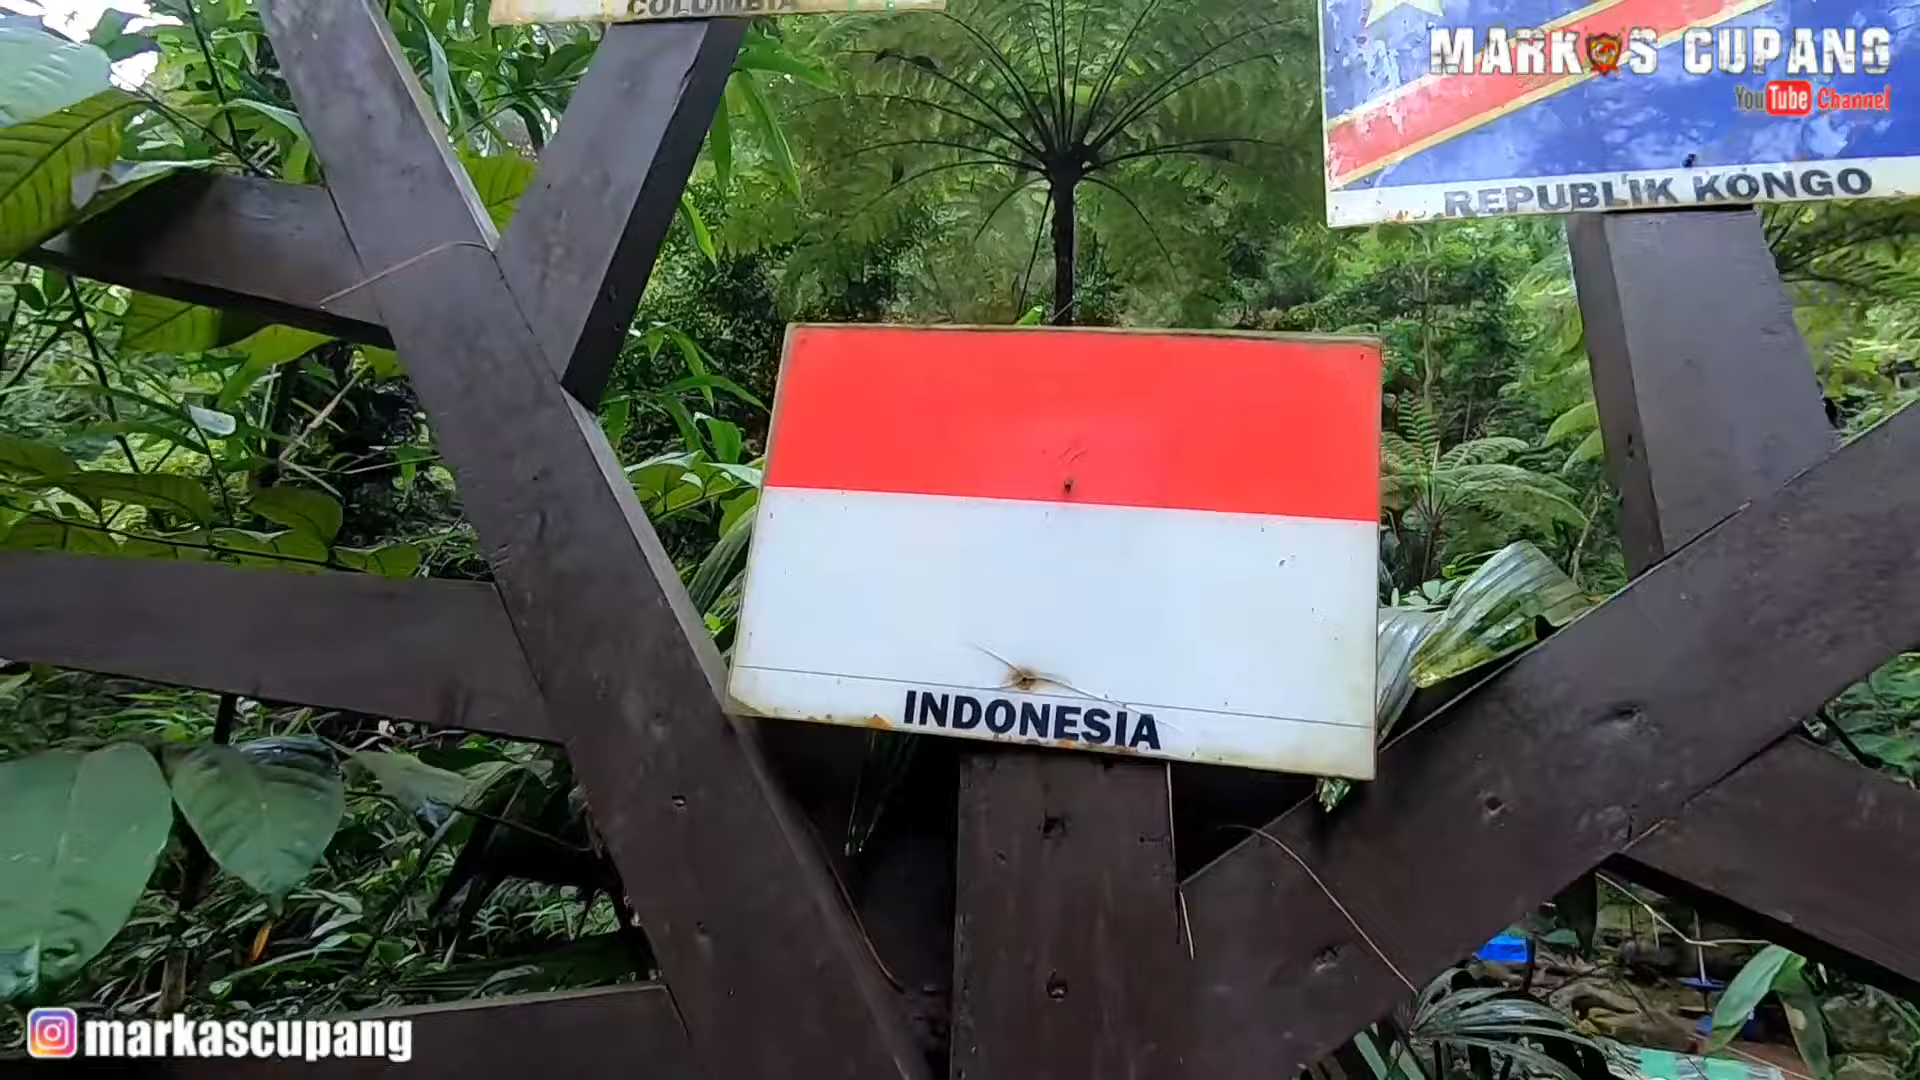 COLUMBIA
MARKAS CUPANG
YouTube Channel
REPUBLIK KONGO
INDONESIA
markascupang